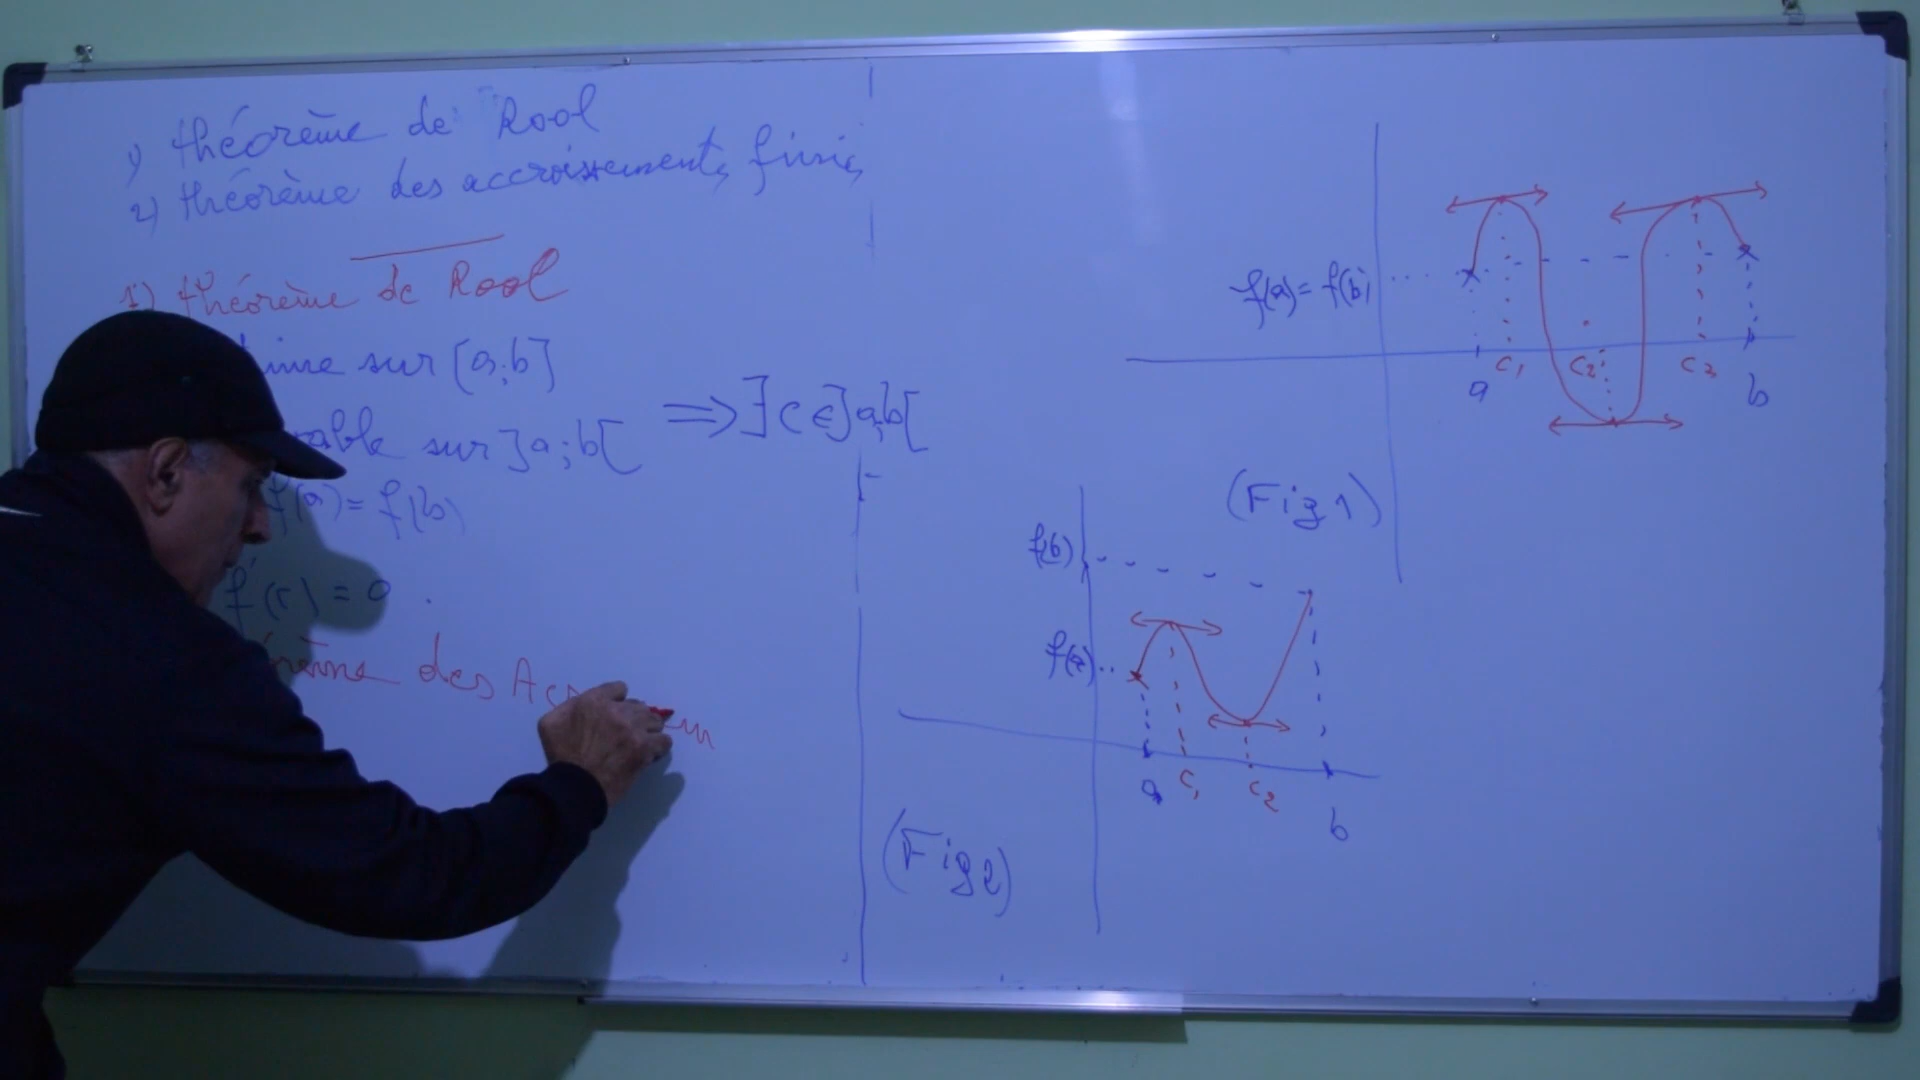 1) théorème de Rool
2) théorème des accroissements finis
1) théorème de Rool
sur [a;b]
sur ]a;b[ ⟹ ∃ c ∈ ]a,b[
f(a) = f(b)
f'(c) = 0.
des
f(a) = f(b)
a c₁ c₂ c₃ b
(Fig 1)
f(b)
f(a)
a c₁ c₂ b
(Fig 2)